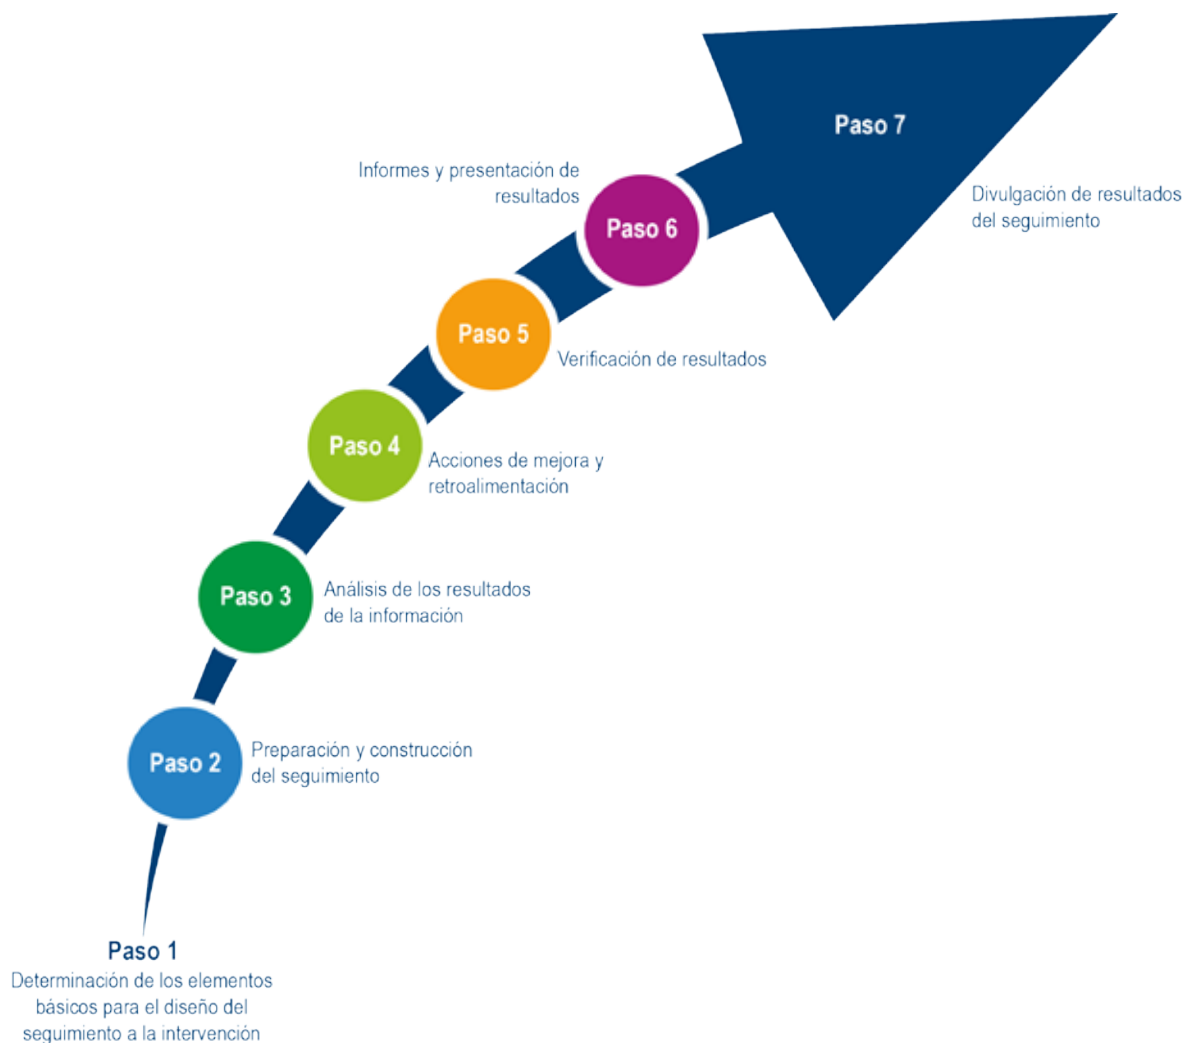 Paso 1
Determinación de los elementos
básicos para el diseño del
seguimiento a la intervención
Paso 2
Preparación y construcción
del seguimiento
Paso 3
Análisis de los resultados
de la información
Paso 4
Acciones de mejora y
retroalimentación
Paso 5
Verificación de resultados
Paso 6
Informes y presentación de
resultados
Paso 7
Divulgación de resultados
del seguimiento